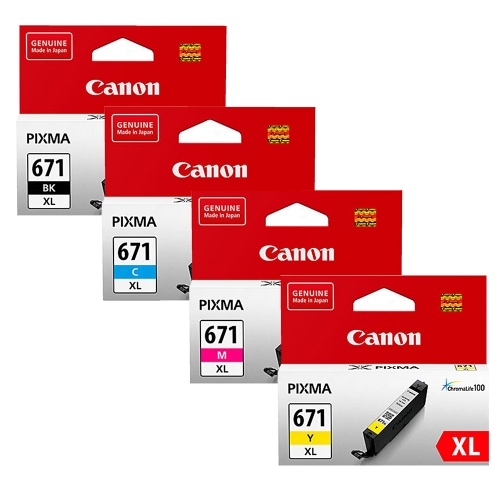 GENUINE
Made in Japan
Canon
PIXMA
671
BK
XL
GENUINE
Made in Japan
Canon
PIXMA
671
C
XL
GENUINE
Made in Japan
Canon
PIXMA
671
M
XL
GENUINE
Made in Japan
Canon
PIXMA
ChromaLife100
671
Y
XL
XL